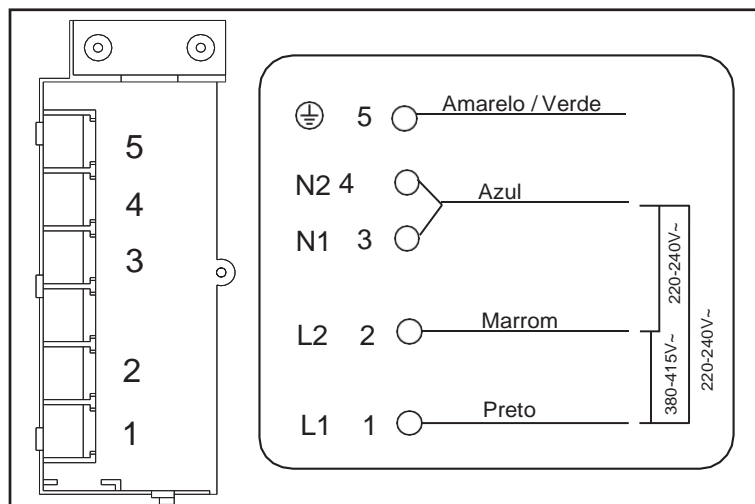 5
4
3
2
1
5 Amarelo / Verde
N2 4
Azul
N1 3
L2 2 Marrom
L1 1 Preto
220-240V~
380-415V~
220-240V~